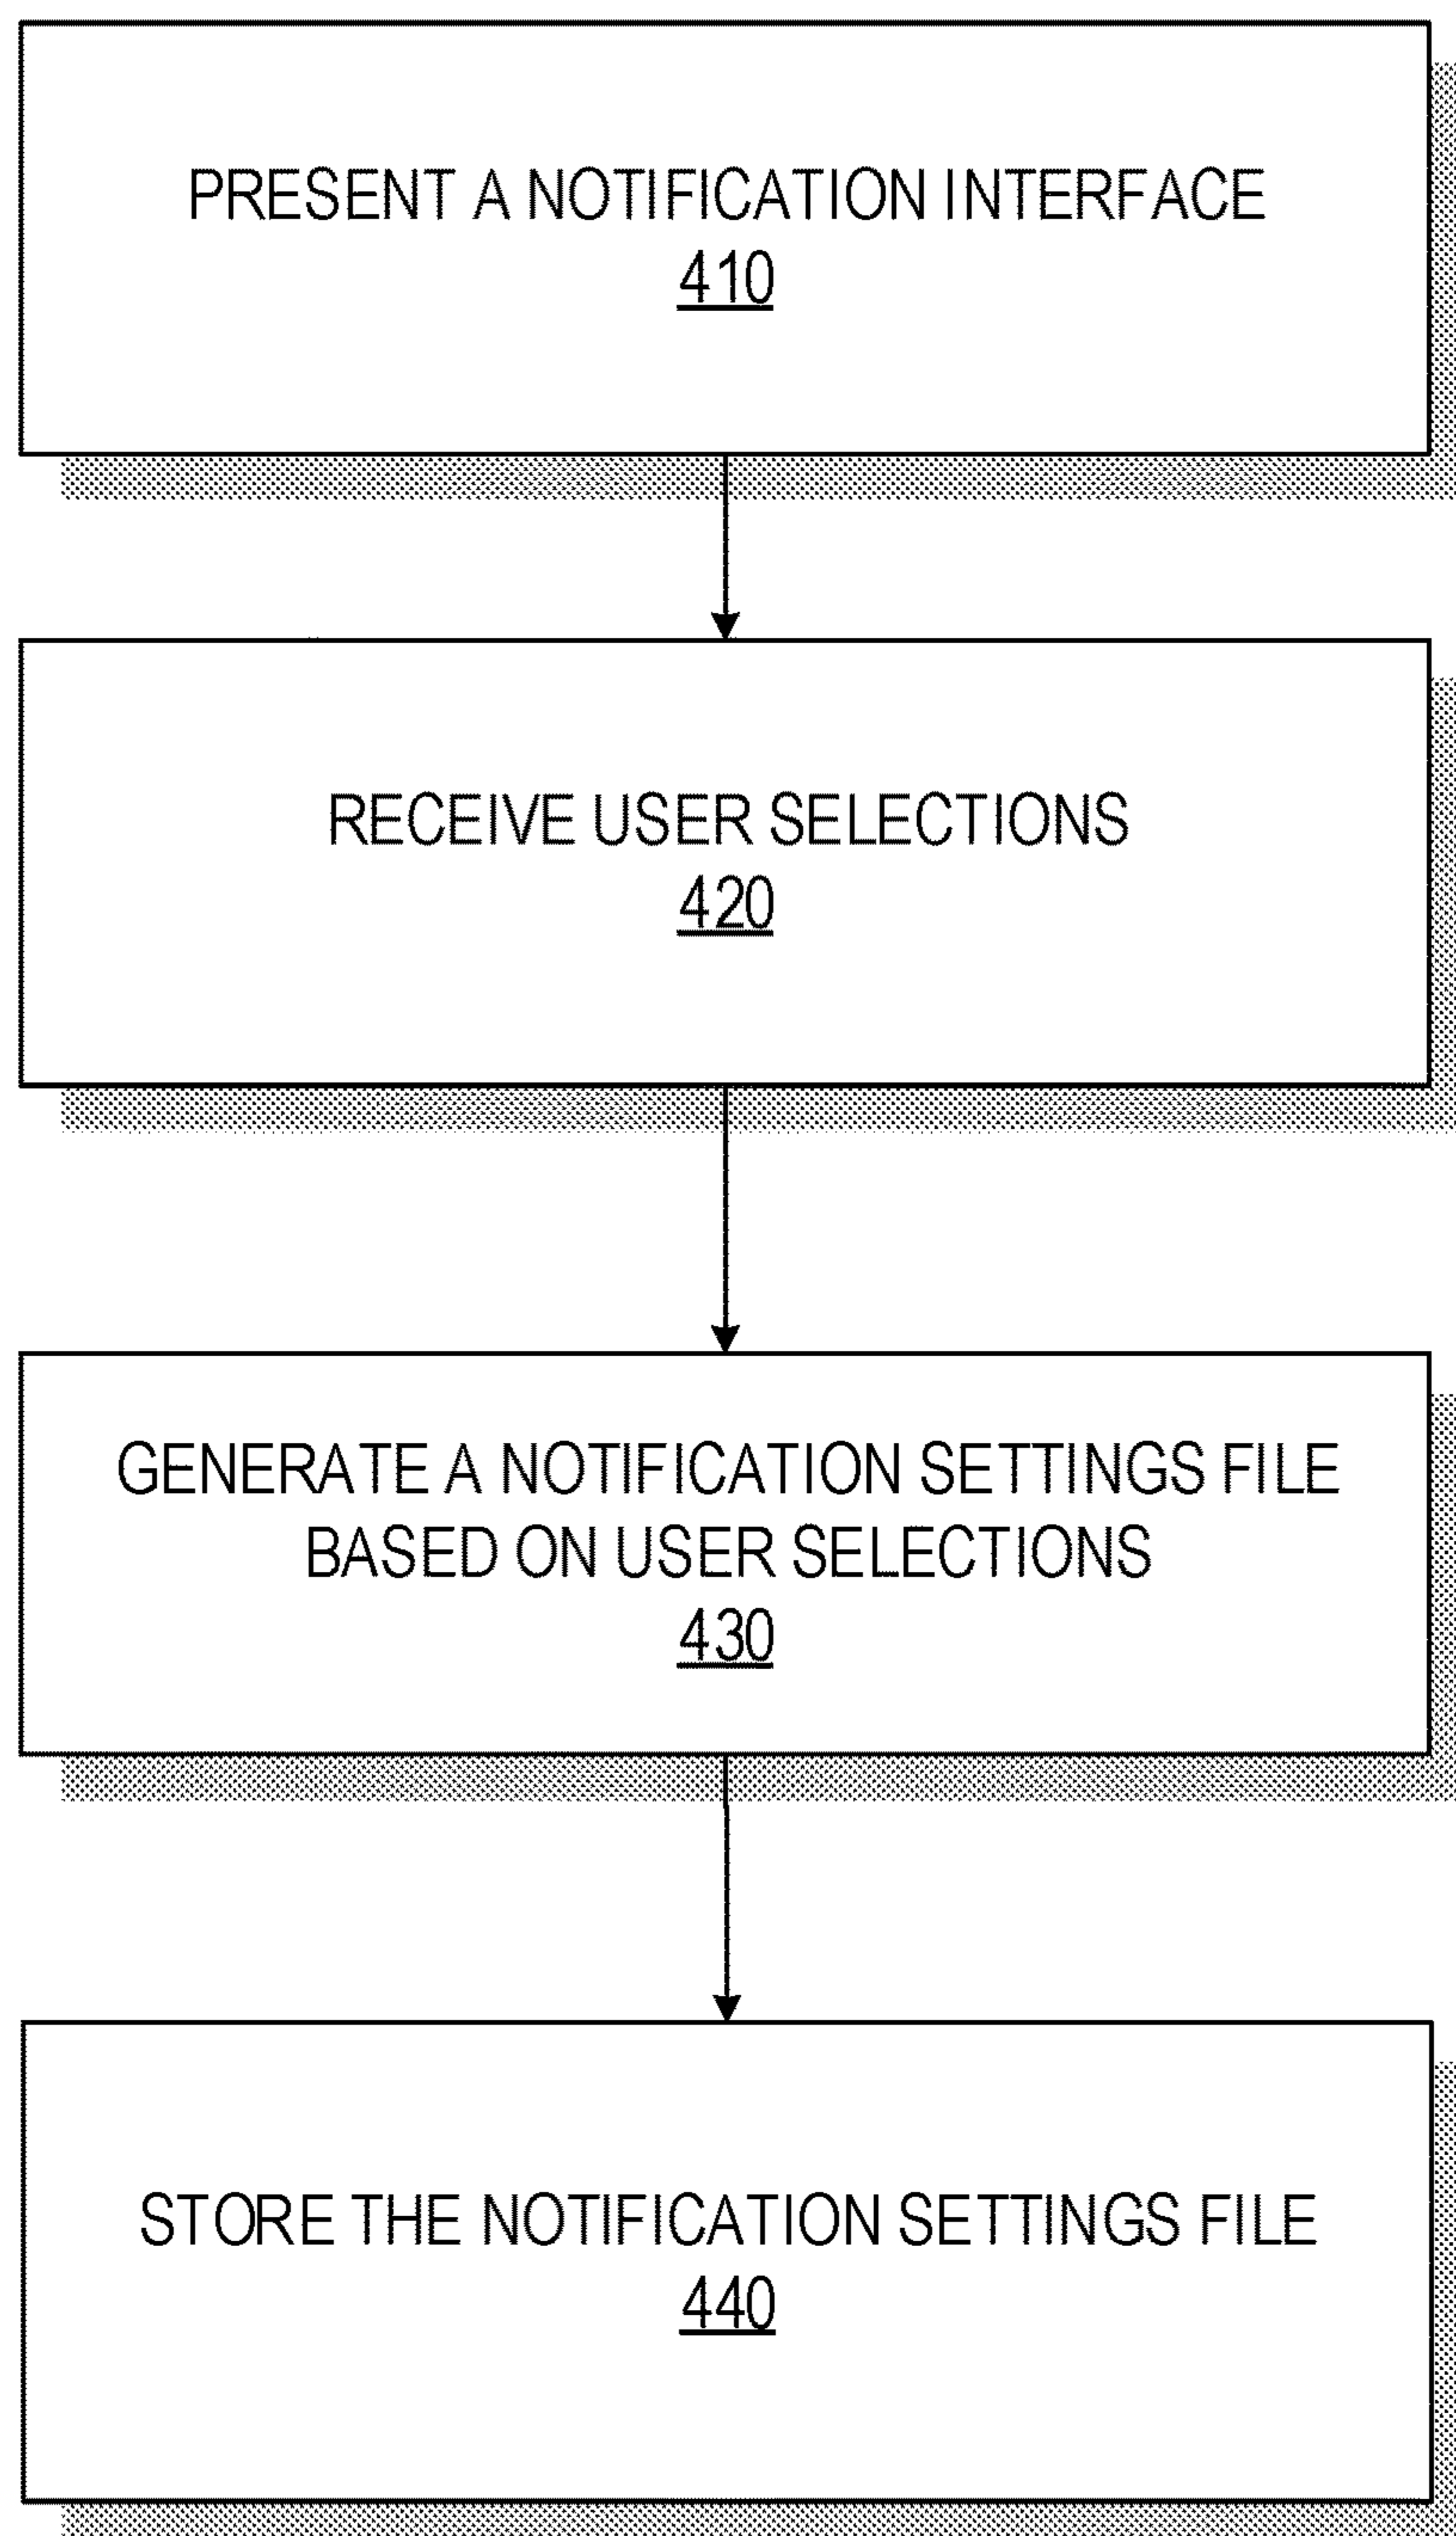 PRESENT A NOTIFICATION INTERFACE
410
RECEIVE USER SELECTIONS
420
GENERATE A NOTIFICATION SETTINGS FILE
BASED ON USER SELECTIONS
430
STORE THE NOTIFICATION SETTINGS FILE
440